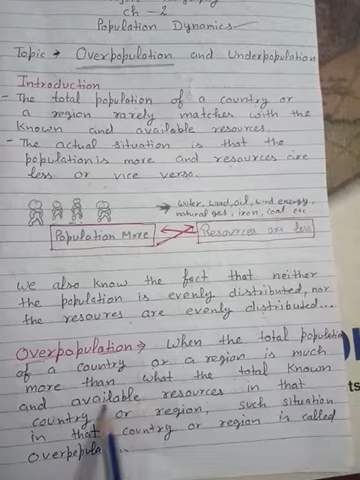 ch - 2
Population Dynamics
Topic → Overpopulation and Underpopulation
Introduction
- The total population of a country or
a region rarely matches with the
known and available resources.
- The actual situation is that the
population is more and resources are
less or vice versa.
→ water, wood, oil, wind energy,
natural gas, iron, coal etc.
Population More
Resources are less
we also know the fact that neither
the population is evenly distributed, nor
the resoures are evenly distributed...
Overpopulation → When the total population
of a country or a region is much
more than what the total known
and available resources in that
country or region, such situation
in that country or region is called